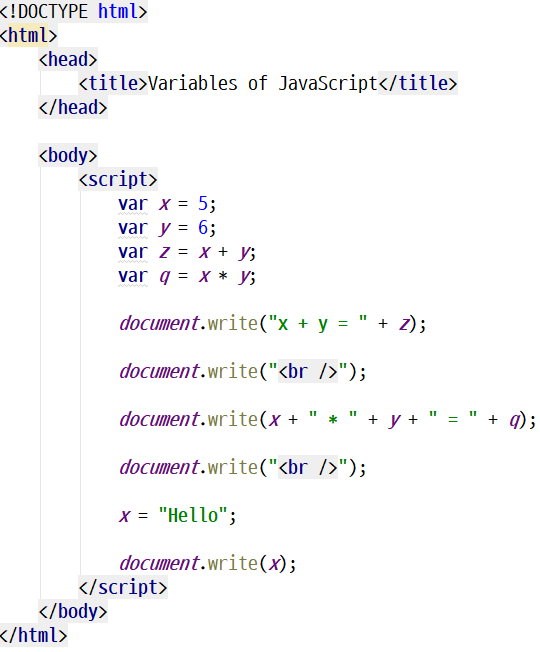 <!DOCTYPE html>
<html>
    <head>
        <title>Variables of JavaScript</title>
    </head>

    <body>
        <script>
            var x = 5;
            var y = 6;
            var z = x + y;
            var q = x * y;

            document.write("x + y = " + z);

            document.write("<br />");

            document.write(x + " * " + y + " = " + q);

            document.write("<br />");

            x = "Hello";

            document.write(x);
        </script>
    </body>
</html>